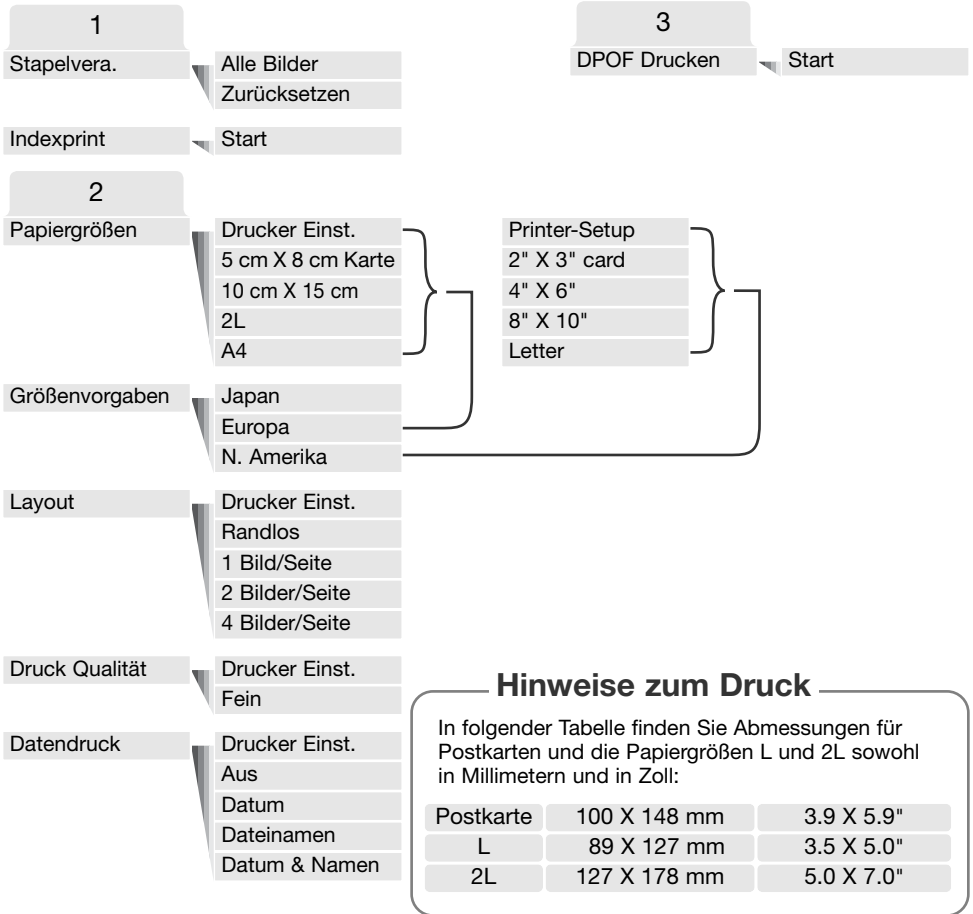 1
Stapelvera.
Alle Bilder
Zurücksetzen
Indexprint
Start
2
Papiergrößen
Drucker Einst.
5 cm X 8 cm Karte
10 cm X 15 cm
2L
A4
Printer-Setup
2" X 3" card
4" X 6"
8" X 10"
Letter
Größenvorgaben
Japan
Europa
N. Amerika
Layout
Drucker Einst.
Randlos
1 Bild/Seite
2 Bilder/Seite
4 Bilder/Seite
Druck Qualität
Drucker Einst.
Fein
Datendruck
Drucker Einst.
Aus
Datum
Dateinamen
Datum & Namen
3
DPOF Drucken
Start
Hinweise zum Druck
In folgender Tabelle finden Sie Abmessungen für
Postkarten und die Papiergrößen L und 2L sowohl
in Millimetern und in Zoll:
Postkarte 100 X 148 mm 3.9 X 5.9"
L 89 X 127 mm 3.5 X 5.0"
2L 127 X 178 mm 5.0 X 7.0"